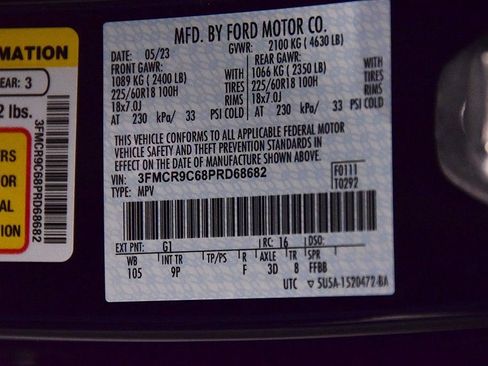 MATION
EAR: 3
2 lbs.
ERS
OR
AL
TION
3FMCR9C68PRD68682
MFD. BY FORD MOTOR CO.
DATE: 05/23 GVWR: 2100 KG ( 4630 LB)
FRONT GAWR: REAR GAWR:
1089 KG ( 2400 LB) WITH 1066 KG ( 2350 LB) WITH
225/60R18 100H TIRES 225/60R18 100H TIRES
18x7.0J RIMS 18x7.0J RIMS
AT 230 kPa/ 33 PSI COLD AT 230 kPa/ 33 PSI COLD
THIS VEHICLE CONFORMS TO ALL APPLICABLE FEDERAL MOTOR
VEHICLE SAFETY AND THEFT PREVENTION STANDARDS IN
EFFECT ON THE DATE OF MANUFACTURE SHOWN ABOVE.
VIN: 3FMCR9C68PRD68682 F0111
TYPE: MPV T0292
EXT PNT: G1 RC: 16 DSO:
WB INT TR TP/PS R AXLE TR SPR
105 9P F 3D 8 FFBB
UTC ▽ 5U5A-1520472-BA